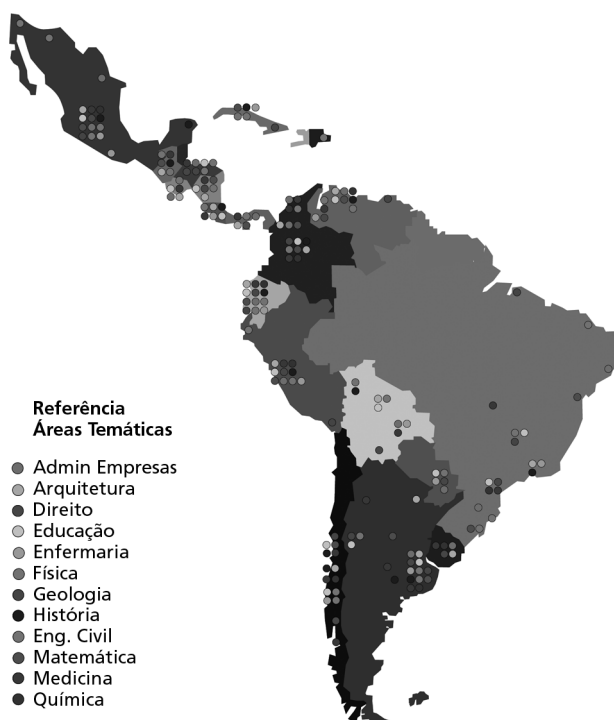 Referência
Áreas Temáticas
Admin Empresas
Arquitetura
Direito
Educação
Enfermaria
Física
Geologia
História
Eng. Civil
Matemática
Medicina
Química